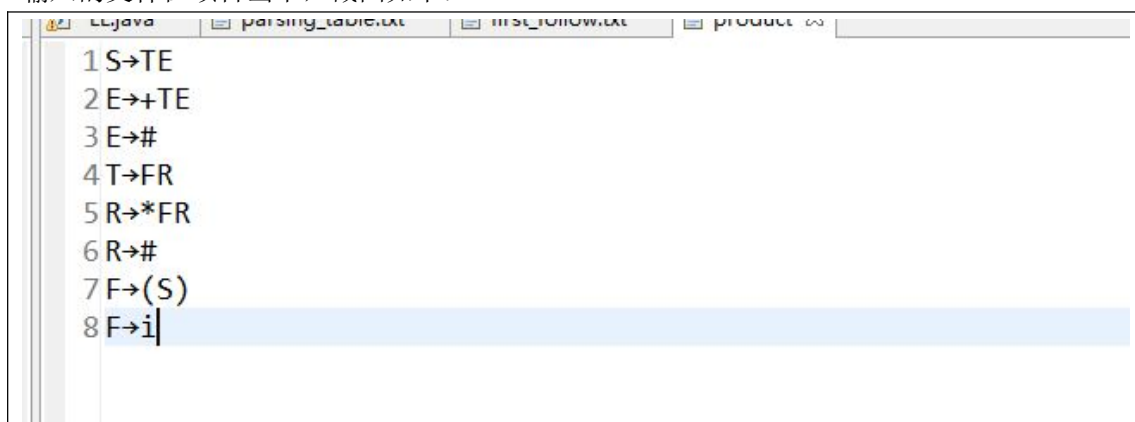 LL.java parsing_table.txt first_follow.txt product
1 S→TE
2 E→+TE
3 E→#
4 T→FR
5 R→*FR
6 R→#
7 F→(S)
8 F→i